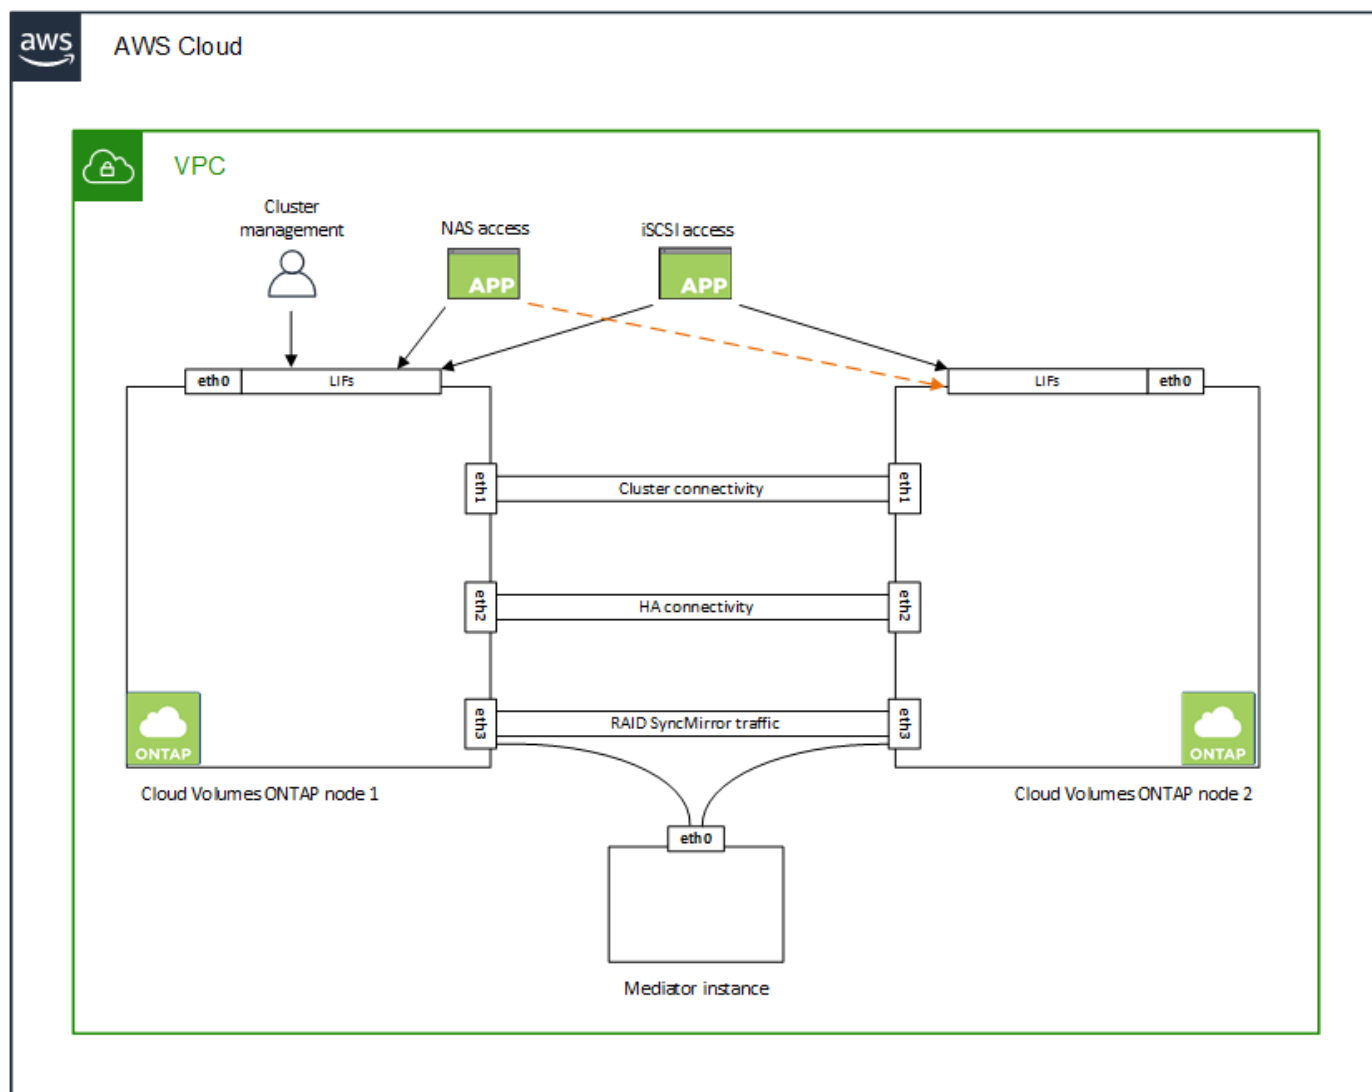 aws
AWS Cloud
VPC
Cluster
management
NAS access
iSCSI access
APP
APP
eth0
LIFs
LIFs
eth0
eth1
Cluster connectivity
eth1
eth2
HA connectivity
eth2
eth3
RAID SyncMirror traffic
eth3
ONTAP
ONTAP
Cloud Volumes ONTAP node 1
Cloud Volumes ONTAP node 2
eth0
Mediator instance